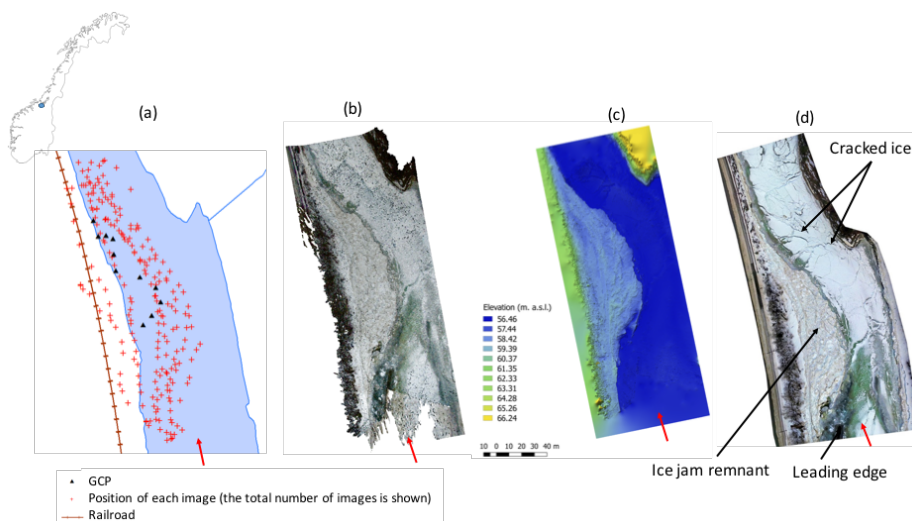 (a)
(b)
(c)
(d)
Cracked ice
Elevation (m. a.s.l.)
56.46
57.44
58.42
59.39
60.37
61.35
62.33
63.31
64.28
65.26
66.24
10 0 10 20 30 40 m
Ice jam remnant
Leading edge
GCP
Position of each image (the total number of images is shown)
Railroad